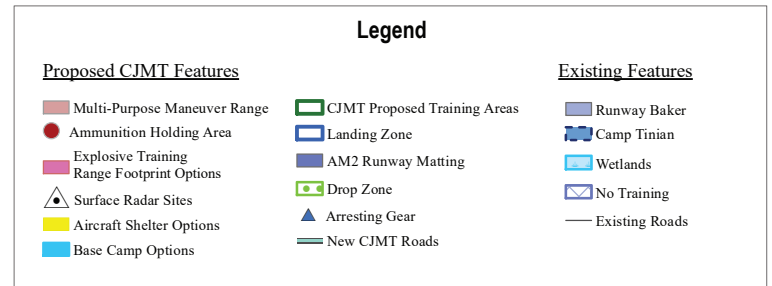 Legend
Proposed CJMT Features
Multi-Purpose Maneuver Range
Ammunition Holding Area
Explosive Training
Range Footprint Options
Surface Radar Sites
Aircraft Shelter Options
Base Camp Options
CJMT Proposed Training Areas
Landing Zone
AM2 Runway Matting
Drop Zone
Arresting Gear
New CJMT Roads
Existing Features
Runway Baker
Camp Tinian
Wetlands
No Training
Existing Roads